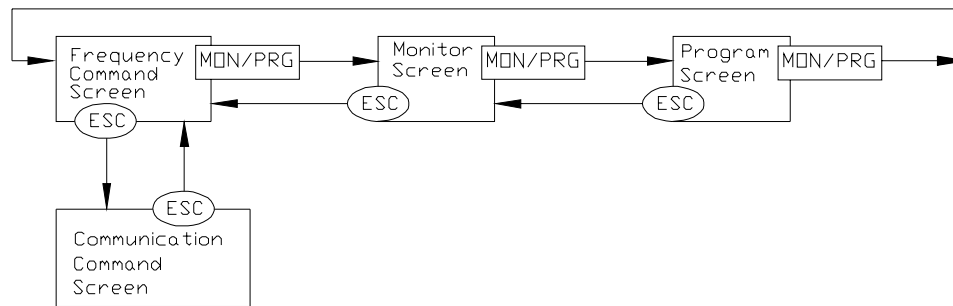 Frequency
Command
Screen
MON/PRG
ESC
Monitor
Screen
MON/PRG
ESC
Program
Screen
MON/PRG
ESC
ESC
Communication
Command
Screen